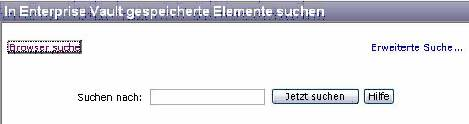 In Enterprise Vault gespeicherte Elemente suchen
Browser suche
Erweiterte Suche...
Suchen nach:
Jetzt suchen
Hilfe